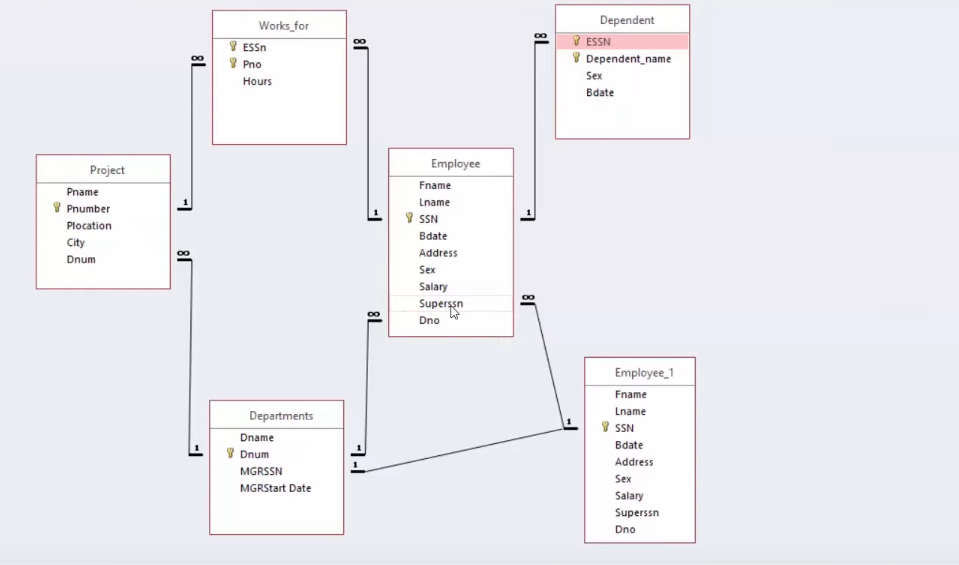 Works_for
ESSn
Pno
Hours
Dependent
ESSN
Dependent_name
Sex
Bdate
Project
Pname
Pnumber
Plocation
City
Dnum
Employee
Fname
Lname
SSN
Bdate
Address
Sex
Salary
Superssn
Dno
Departments
Dname
Dnum
MGRSSN
MGRStart Date
Employee_1
Fname
Lname
SSN
Bdate
Address
Sex
Salary
Superssn
Dno
∞
1
∞
1
∞
1
∞
1
∞
1
∞
1
1